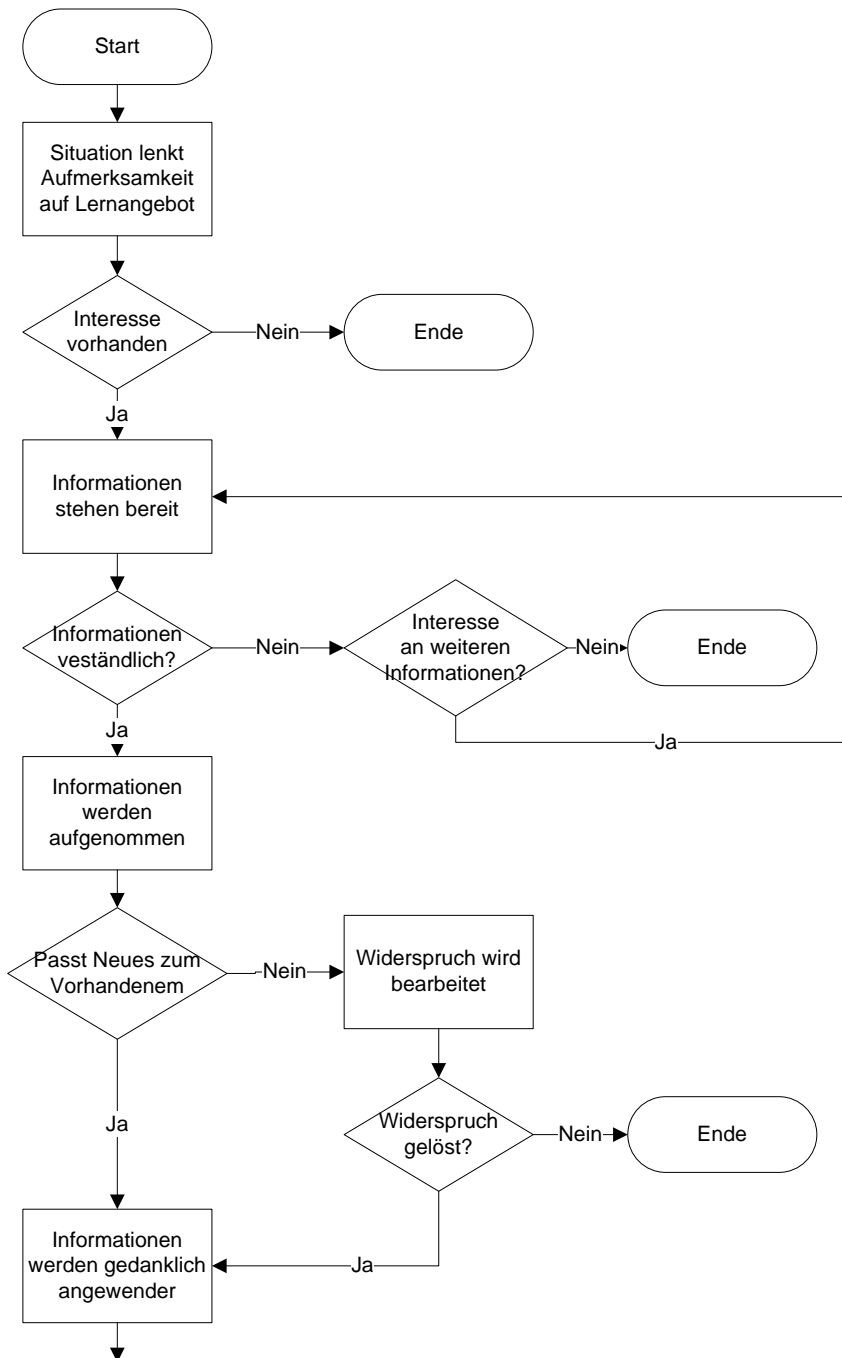 Start
Situation lenkt
Aufmerksamkeit
auf Lernangebot
Interesse
vorhanden
Nein
Ende
Ja
Informationen
stehen bereit
Informationen
veständlich?
Nein
Interesse
an weiteren
Informationen?
Nein
Ende
Ja
Ja
Informationen
werden
aufgenommen
Passt Neues zum
Vorhandenem
Nein
Widerspruch wird
bearbeitet
Ja
Widerspruch
gelöst?
Nein
Ende
Informationen
werden gedanklich
angewender
Ja